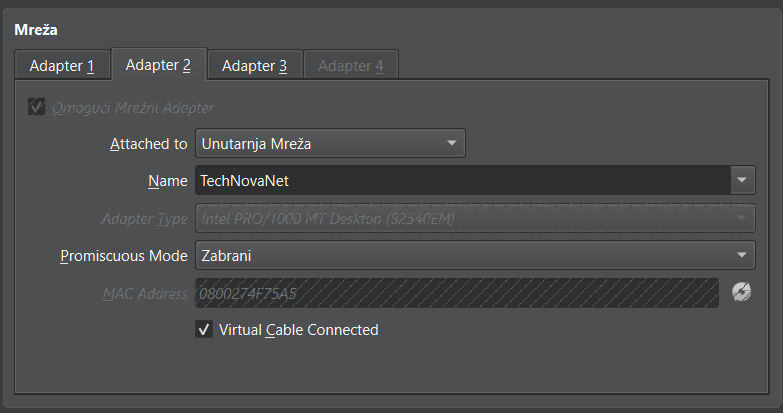 Mreža
Adapter 1 Adapter 2 Adapter 3 Adapter 4
Omogući Mrežni Adapter
Attached to Unutarnja Mreža
Name TechNovaNet
Adapter Type Intel PRO/1000 MT Desktop (82540EM)
Promiscuous Mode Zabrani
MAC Address 0800274F75A5
Virtual Cable Connected